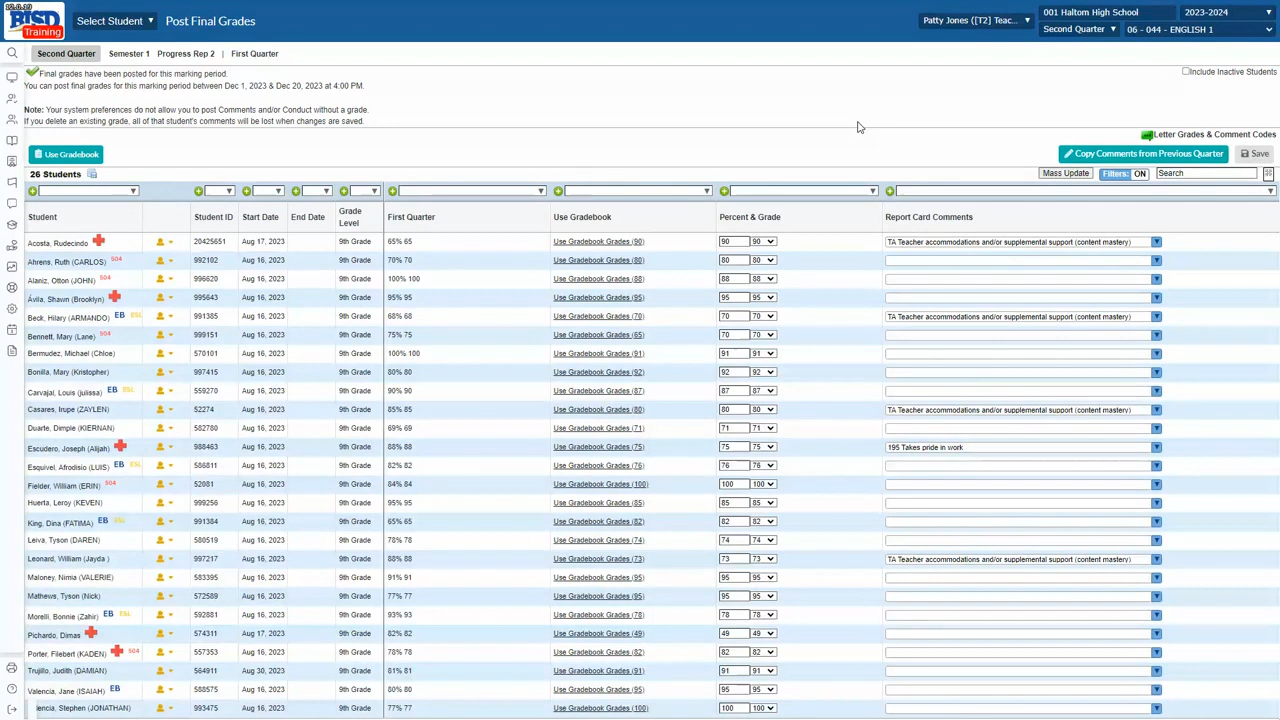 12.0.19
BISD
Training
Select Student
Post Final Grades
Patty Jones ([T2] Teac...
001 Haltom High School
2023-2024
Second Quarter
06 - 044 - ENGLISH 1
Second Quarter
Semester 1
Progress Rep 2
First Quarter
Final grades have been posted for this marking period.
Include Inactive Students
You can post final grades for this marking period between Dec 1, 2023 & Dec 20, 2023 at 4:00 PM.
Note: Your system preferences do not allow you to post Comments and/or Conduct without a grade.
If you delete an existing grade, all of that student's comments will be lost when changes are saved.
Letter Grades & Comment Codes
Use Gradebook
Copy Comments from Previous Quarter
Save
26 Students
Mass Update
Filters: ON
Search
Student Student ID Start Date End Date Grade Level First Quarter Use Gradebook Percent & Grade Report Card Comments
Acosta, Rudecindo 20425651 Aug 17, 2023 9th Grade 65% 65 Use Gradebook Grades (90) 90 90 TA Teacher accommodations and/or supplemental support (content mastery)
Ahrens, Ruth (CARLOS) 504 992102 Aug 16, 2023 9th Grade 70% 70 Use Gradebook Grades (80) 80 80
Alaniz, Otton (JOHN) 504 996620 Aug 16, 2023 9th Grade 100% 100 Use Gradebook Grades (88) 88 88
Ávila, Shawn (Brooklyn) 995643 Aug 16, 2023 9th Grade 95% 95 Use Gradebook Grades (95) 95 95
Beck, Hilary (ARMANDO) EB ESL 991385 Aug 16, 2023 9th Grade 68% 68 Use Gradebook Grades (70) 70 70 TA Teacher accommodations and/or supplemental support (content mastery)
Bennett, Mary (Lane) 504 999151 Aug 16, 2023 9th Grade 75% 75 Use Gradebook Grades (65) 70 70
Bermudez, Michael (Chloe) 570101 Aug 16, 2023 9th Grade 100% 100 Use Gradebook Grades (91) 91 91
Bonilla, Mary (Kristopher) 997415 Aug 16, 2023 9th Grade 80% 80 Use Gradebook Grades (92) 92 92
Carvajal, Louis (julissa) EB ESL 559270 Aug 16, 2023 9th Grade 90% 90 Use Gradebook Grades (87) 87 87
Casares, Irupe (ZAYLEN) 52274 Aug 16, 2023 9th Grade 85% 85 Use Gradebook Grades (80) 80 80 TA Teacher accommodations and/or supplemental support (content mastery)
Duarte, Dimple (KIERNAN) 582780 Aug 16, 2023 9th Grade 69% 69 Use Gradebook Grades (71) 71 71
Escudero, Joseph (Alijah) 988463 Aug 16, 2023 9th Grade 88% 88 Use Gradebook Grades (75) 75 75 195 Takes pride in work
Esquivel, Afrodisio (LUIS) EB ESL 586811 Aug 16, 2023 9th Grade 82% 82 Use Gradebook Grades (76) 76 76
Fielder, William (ERIN) 504 52081 Aug 16, 2023 9th Grade 84% 84 Use Gradebook Grades (100) 100 100
Huerta, Leroy (KEVEN) 999256 Aug 16, 2023 9th Grade 95% 95 Use Gradebook Grades (85) 85 85
King, Dina (FATIMA) EB ESL 991384 Aug 16, 2023 9th Grade 65% 65 Use Gradebook Grades (82) 82 82
Leiva, Tyson (DAREN) 580519 Aug 16, 2023 9th Grade 78% 78 Use Gradebook Grades (74) 74 74
Leonard, William (Jayda ) 997217 Aug 16, 2023 9th Grade 88% 88 Use Gradebook Grades (73) 73 73 TA Teacher accommodations and/or supplemental support (content mastery)
Maloney, Nimia (VALERIE) 583395 Aug 16, 2023 9th Grade 91% 91 Use Gradebook Grades (95) 95 95
Mathews, Tyson (Nick) 572589 Aug 16, 2023 9th Grade 77% 77 Use Gradebook Grades (95) 95 95
Morelli, Bonnie (Zahir) EB ESL 592881 Aug 16, 2023 9th Grade 93% 93 Use Gradebook Grades (78) 78 78
Pichardo, Dimas 574311 Aug 17, 2023 9th Grade 82% 82 Use Gradebook Grades (49) 49 49
Porter, Filebert (KADEN) 504 557353 Aug 16, 2023 9th Grade 78% 78 Use Gradebook Grades (82) 82 82
Trujillo, Judith (DAMIAN) 564911 Aug 30, 2023 9th Grade 81% 81 Use Gradebook Grades (91) 91 91
Valencia, Jane (ISAIAH) EB 588575 Aug 16, 2023 9th Grade 80% 80 Use Gradebook Grades (95) 95 95
lencia, Stephen (JONATHAN) 993475 Aug 16, 2023 9th Grade 77% 77 Use Gradebook Grades (100) 100 100